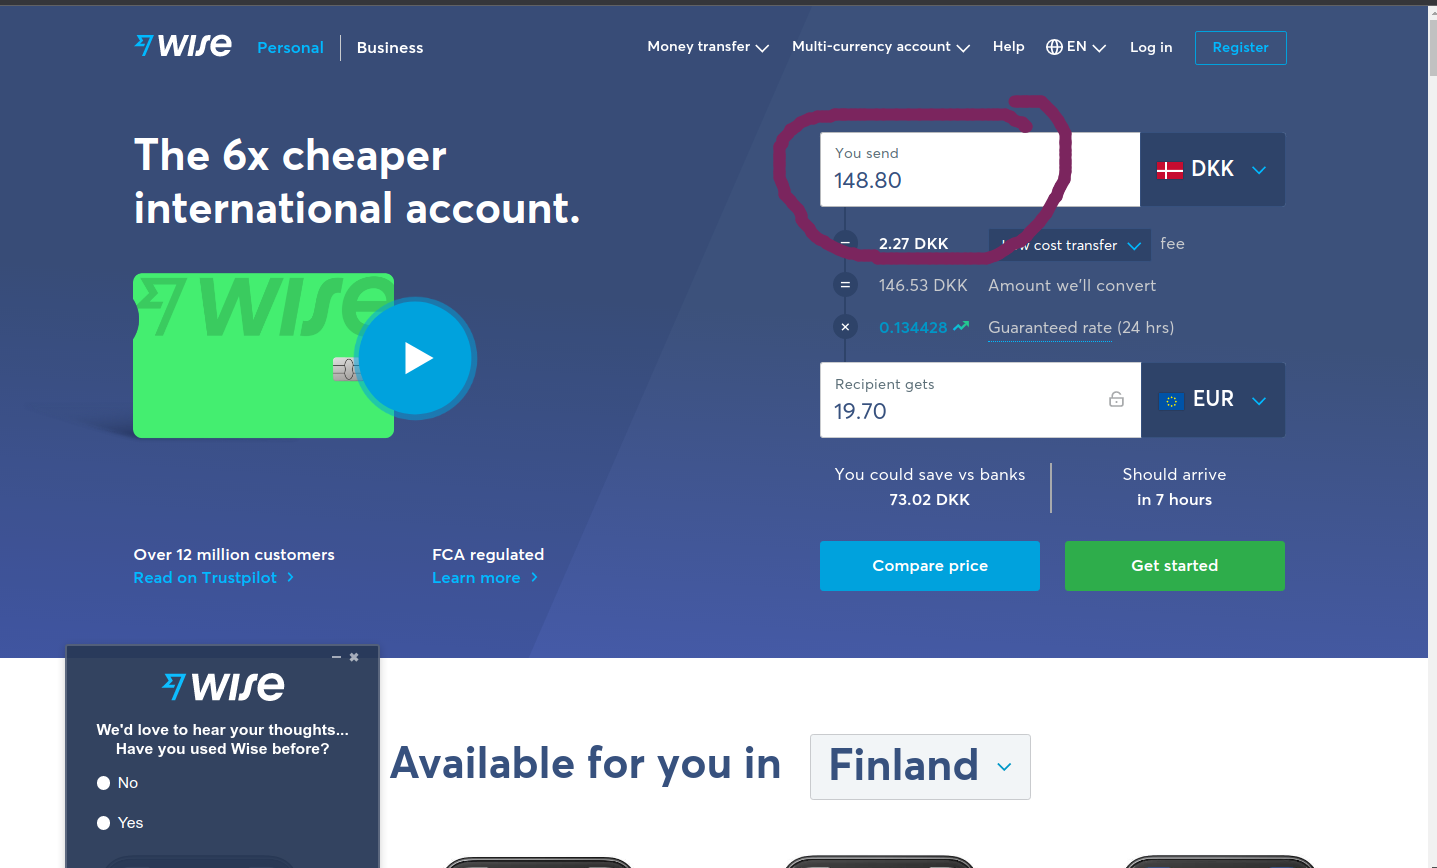 WISE
Personal
Business
Money transfer
Multi-currency account
Help
EN
Log in
Register
The 6x cheaper
international account.
WISE
You send
148.80
DKK
– 2.27 DKK cost transfer fee
= 146.53 DKK Amount we'll convert
× 0.134428 Guaranteed rate (24 hrs)
Recipient gets
19.70
EUR
You could save vs banks
73.02 DKK
Should arrive
in 7 hours
Compare price
Get started
Over 12 million customers
Read on Trustpilot
FCA regulated
Learn more
WISE
We'd love to hear your thoughts...
Have you used Wise before?
No
Yes
Available for you in Finland